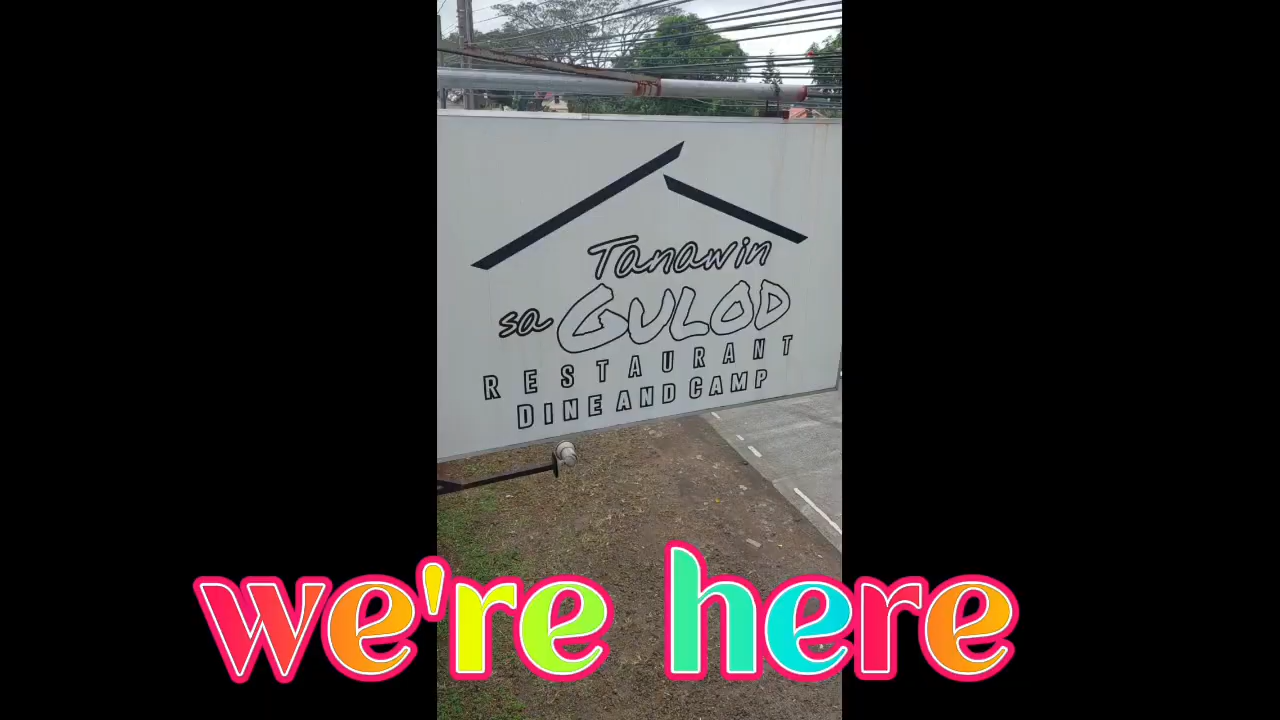 Tanawin
sa GULOD
RESTAURANT
DINE AND CAMP
we're here